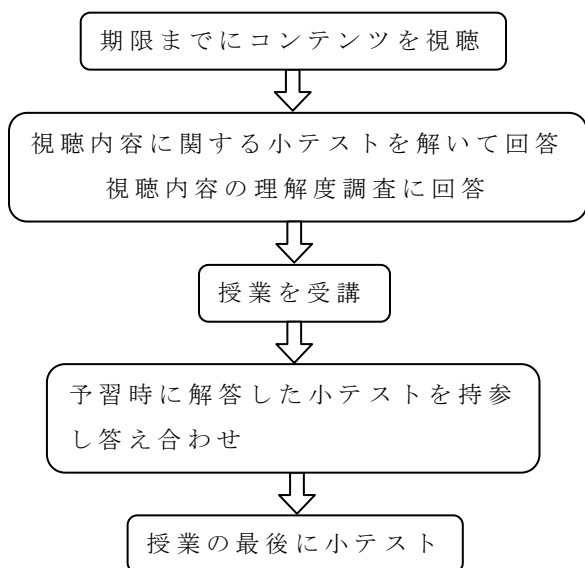 期限までにコンテンツを視聴
視聴内容に関する小テストを解いて回答
視聴内容の理解度調査に回答
授業を受講
予習時に解答した小テストを持参
し答え合わせ
授業の最後に小テスト